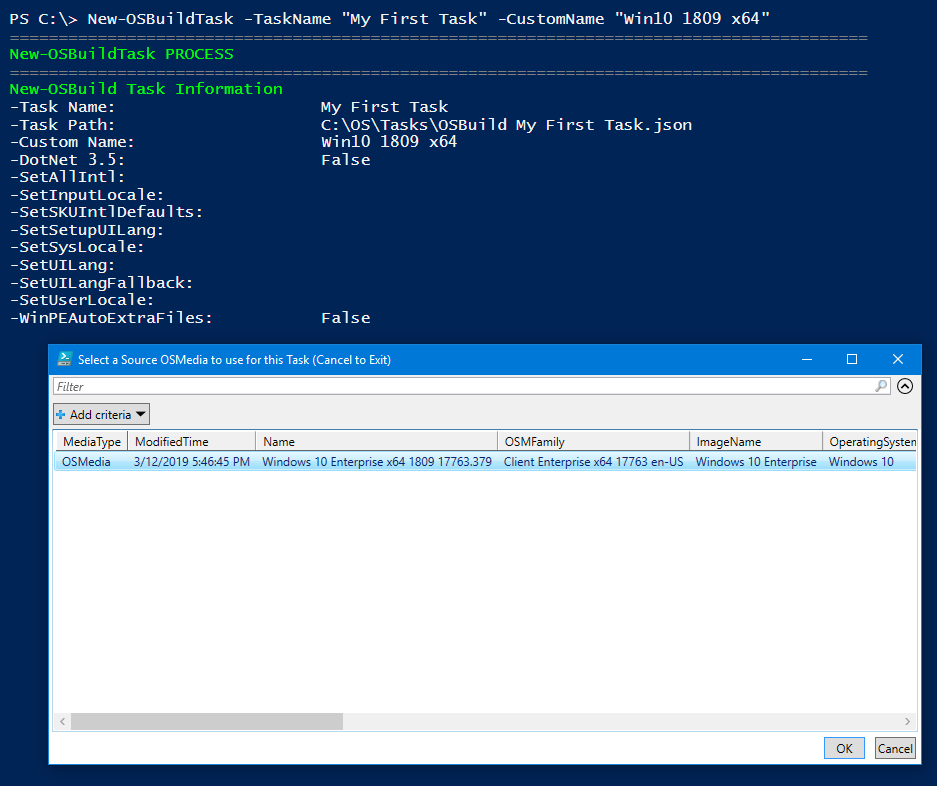 PS C:\> New-OSBuildTask -TaskName "My First Task" -CustomName "Win10 1809 x64"
========================================================================================
New-OSBuildTask PROCESS
========================================================================================
New-OSBuild Task Information
-Task Name: My First Task
-Task Path: C:\OS\Tasks\OSBuild My First Task.json
-Custom Name: Win10 1809 x64
-DotNet 3.5: False
-SetAllIntl:
-SetInputLocale:
-SetSKUIntlDefaults:
-SetSetupUILang:
-SetSysLocale:
-SetUILang:
-SetUILangFallback:
-SetUserLocale:
-WinPEAutoExtraFiles: False
Select a Source OSMedia to use for this Task (Cancel to Exit)
Filter
Add criteria
MediaType ModifiedTime Name OSMFamily ImageName OperatingSystem
OSMedia 3/12/2019 5:46:45 PM Windows 10 Enterprise x64 1809 17763.379 Client Enterprise x64 17763 en-US Windows 10 Enterprise Windows 10
OK Cancel